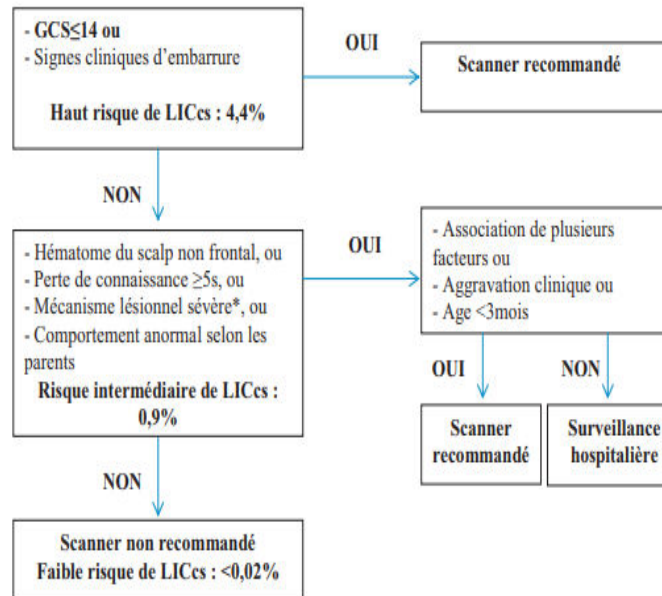 - GCS≤14 ou
- Signes cliniques d’embarrure
Haut risque de LICcs : 4,4%
OUI
Scanner recommandé
NON
- Hématome du scalp non frontal, ou
- Perte de connaissance ≥5s, ou
- Mécanisme lésionnel sévère*, ou
- Comportement anormal selon les
parents
Risque intermédiaire de LICcs :
0,9%
OUI
- Association de plusieurs
facteurs ou
- Aggravation clinique ou
- Age <3mois
OUI
NON
Scanner
recommandé
Surveillance
hospitalière
NON
Scanner non recommandé
Faible risque de LICcs : <0,02%